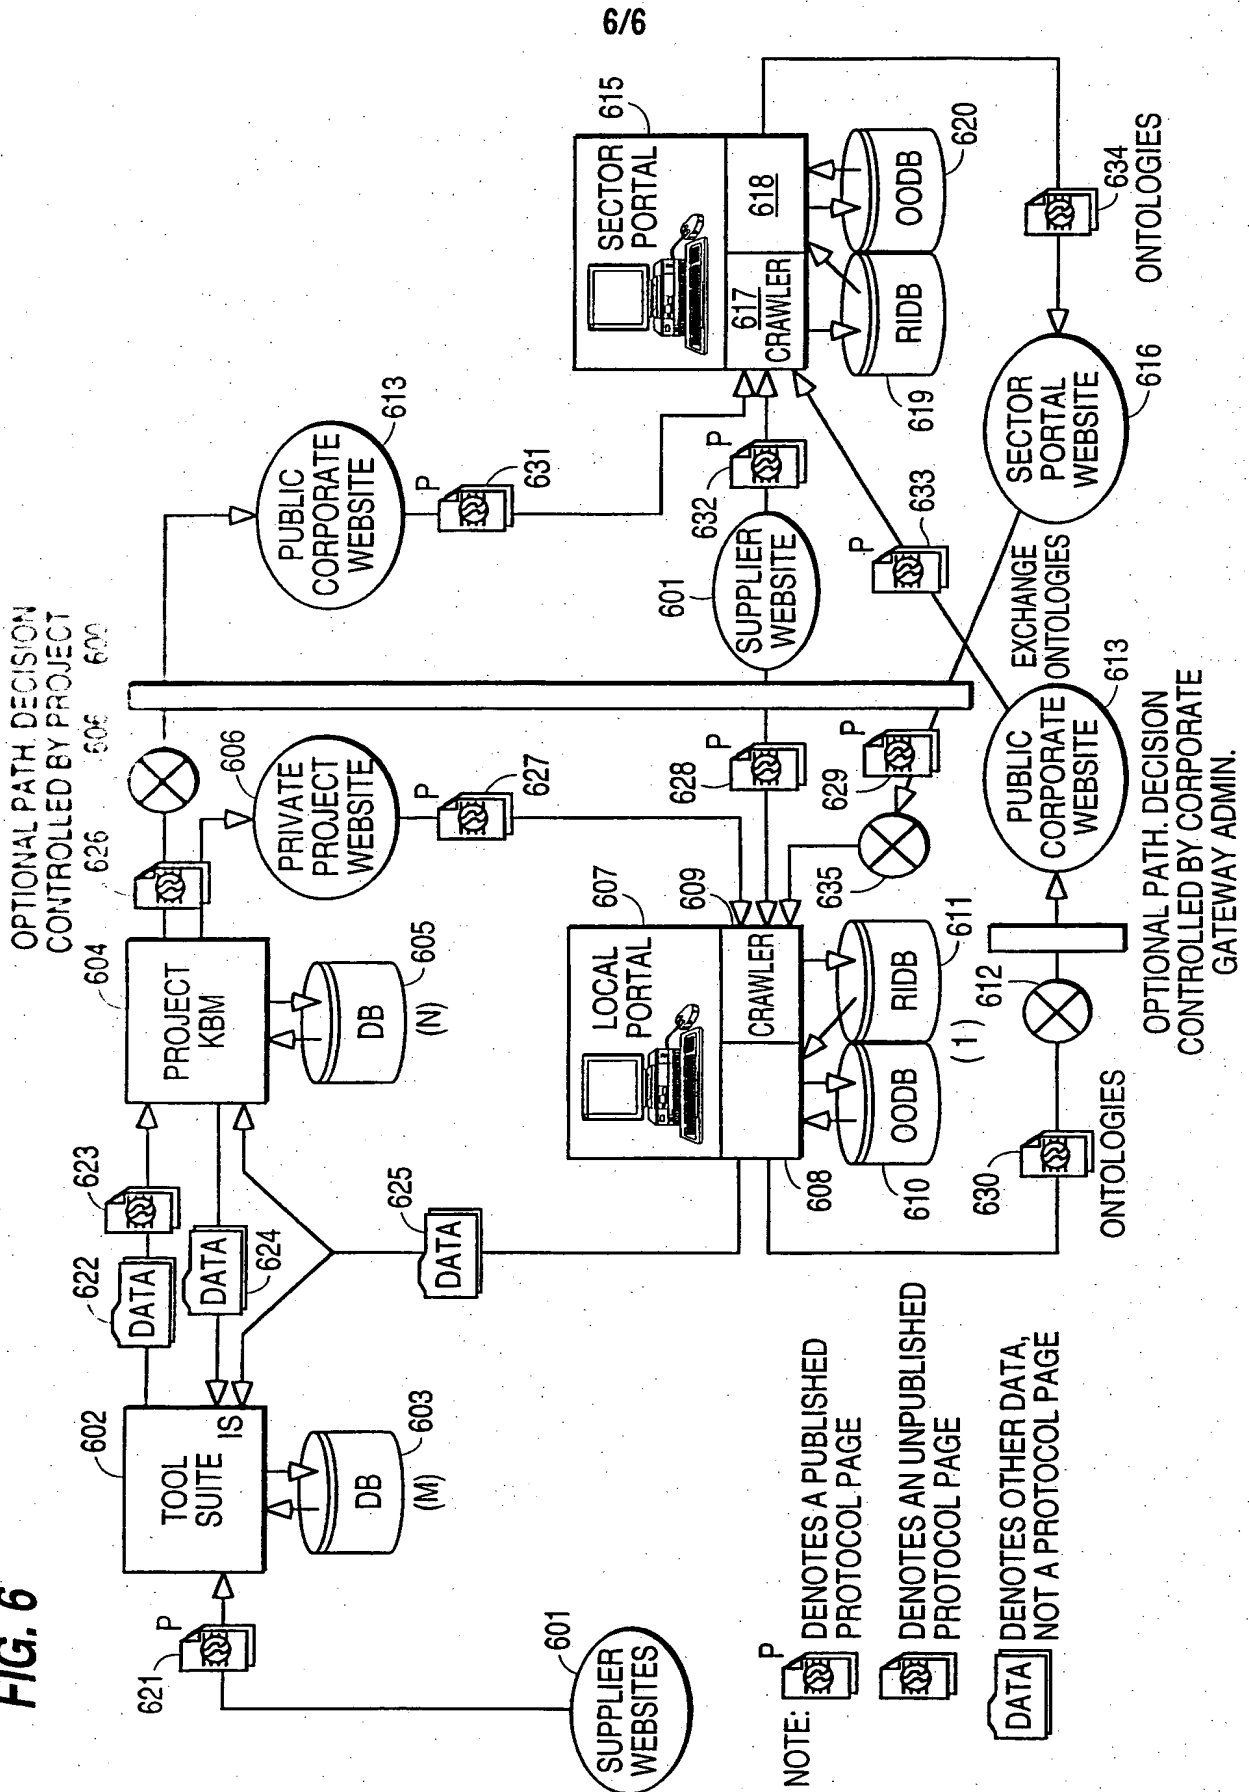 9/9
FIG. 6
OPTIONAL PATH. DECISION
CONTROLLED BY PROJECT
626
606
600
604
PROJECT
KBM
DB
605
(N)
602
TOOL
SUITE
IS
DB
603
(M)
622
DATA
623
DATA
624
625
DATA
621
P
601
SUPPLIER
WEBSITES
606
PRIVATE
PROJECT
WEBSITE
P
627
613
PUBLIC
CORPORATE
WEBSITE
P
631
615
SECTOR
PORTAL
617
CRAWLER
618
RIDB
619
OODB
620
601
SUPPLIER
WEBSITE
632
P
628
P
629
P
635
607
LOCAL
PORTAL
609
CRAWLER
608
OODB
610
RIDB
611
(1)
612
630
ONTOLOGIES
613
PUBLIC
CORPORATE
WEBSITE
P
633
EXCHANGE
ONTOLOGIES
SECTOR
PORTAL
WEBSITE
616
634
ONTOLOGIES
OPTIONAL PATH. DECISION
CONTROLLED BY CORPORATE
GATEWAY ADMIN.
NOTE:
P
DENOTES A PUBLISHED
PROTOCOL PAGE
DENOTES AN UNPUBLISHED
PROTOCOL PAGE
DATA
DENOTES OTHER DATA,
NOT A PROTOCOL PAGE